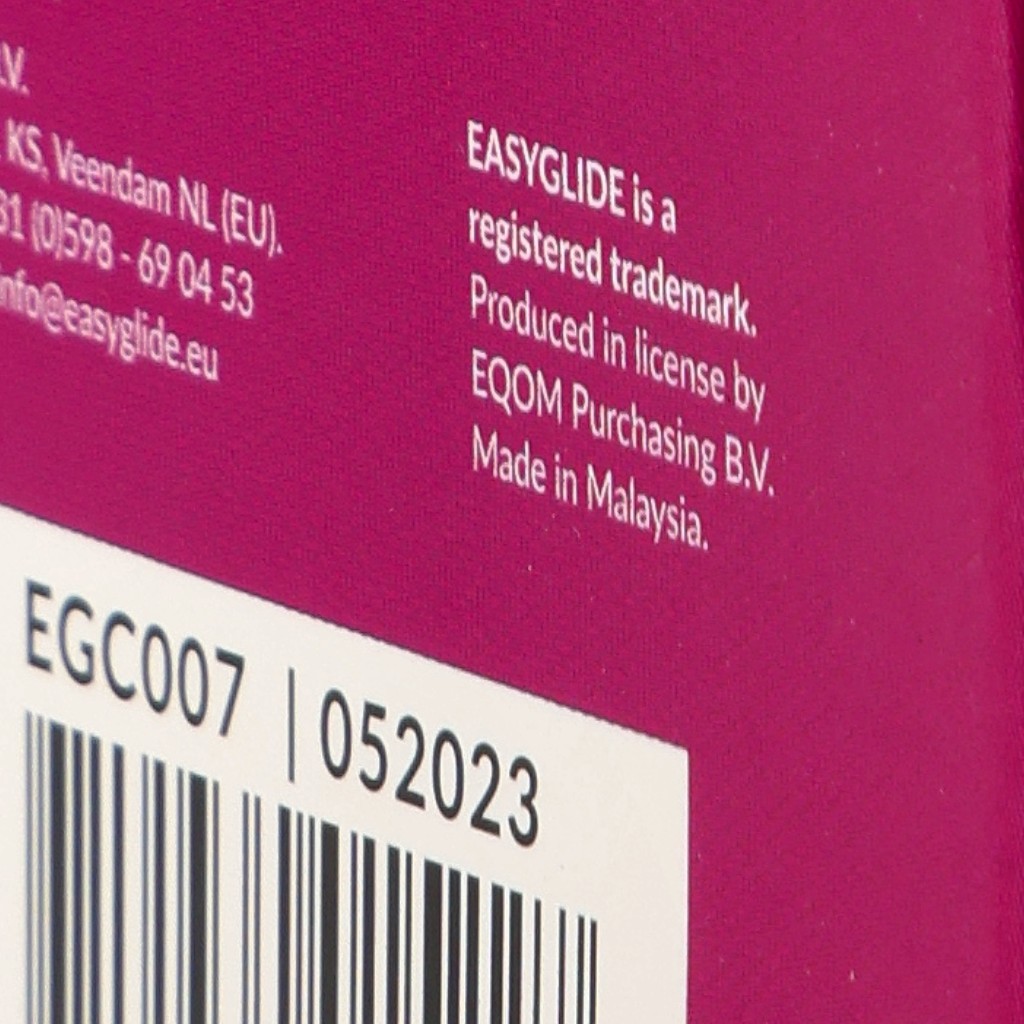 .V.
KS, Veendam NL (EU).
31 (0)598 - 69 04 53
info@easyglide.eu
EASYGLIDE is a
registered trademark.
Produced in license by
EQOM Purchasing B.V.
Made in Malaysia.
EGC007 | 052023